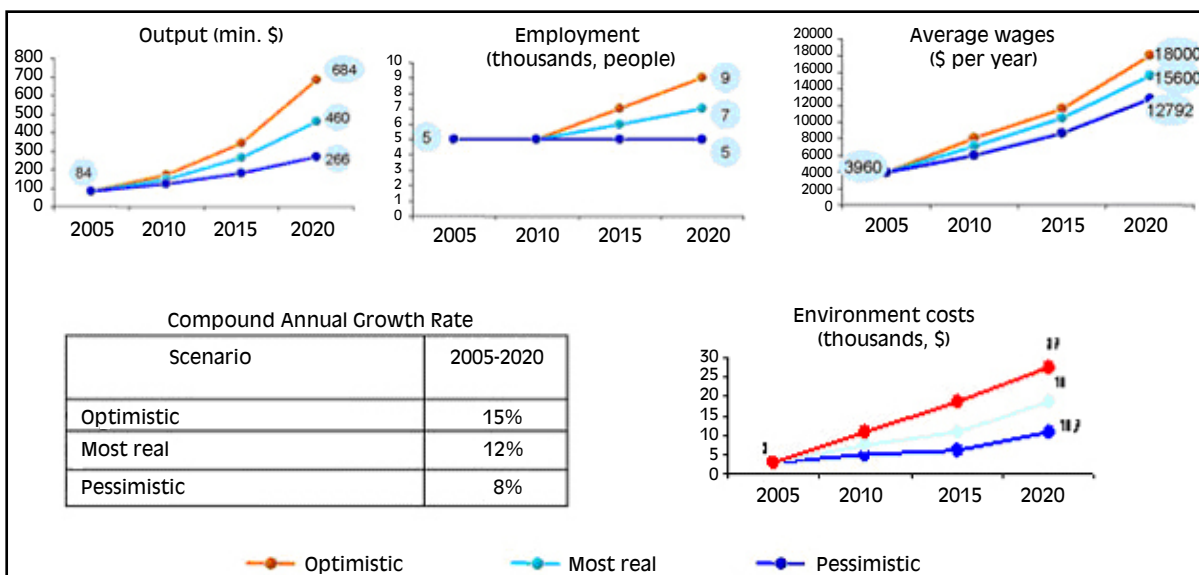 Output (min. $)
800
700
600
500
400
300
200
100
0
84
684
460
266
2005 2010 2015 2020
Employment
(thousands, people)
10
9
8
7
6
5
4
3
2
1
0
5
9
7
5
2005 2010 2015 2020
Average wages
($ per year)
20000
18000
16000
14000
12000
10000
8000
6000
4000
2000
0
3960
18000
15600
12792
2005 2010 2015 2020
Compound Annual Growth Rate
Scenario 2005-2020
Optimistic 15%
Most real 12%
Pessimistic 8%
Environment costs
(thousands, $)
30
25
20
15
10
5
0
2005 2010 2015 2020
Optimistic Most real Pessimistic